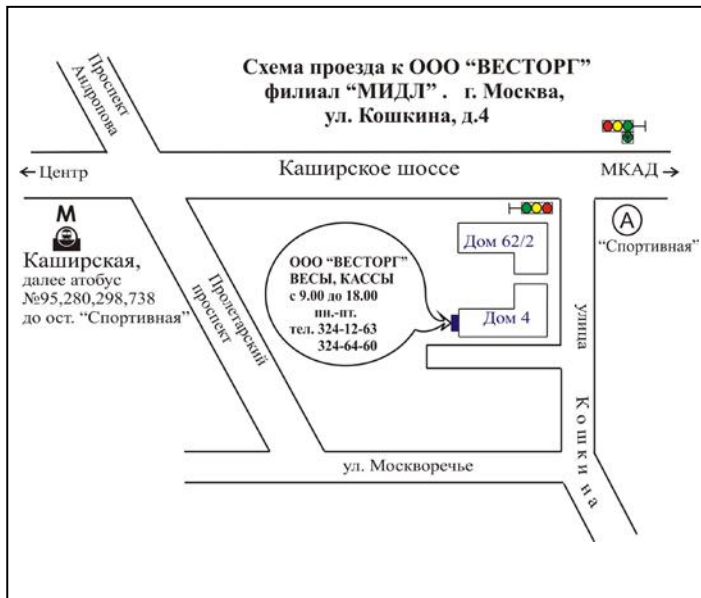 Схема проезда к ООО “ВЕСТОРГ”
филиал “МИДЛ” . г. Москва,
ул. Кошкина, д.4
Проспект
Андропова
←Центр
Каширское шоссе
МКАД→
М
Каширская,
далее атобус
№95,280,298,738
до ост. “Спортивная”
Пролетарский
проспект
ООО “ВЕСТОРГ”
ВЕСЫ, КАССЫ
с 9.00 до 18.00
пн.-пт.
тел. 324-12-63
324-64-60
Дом 62/2
Дом 4
А
“Спортивная”
улица
Кошкина
ул. Москворечье